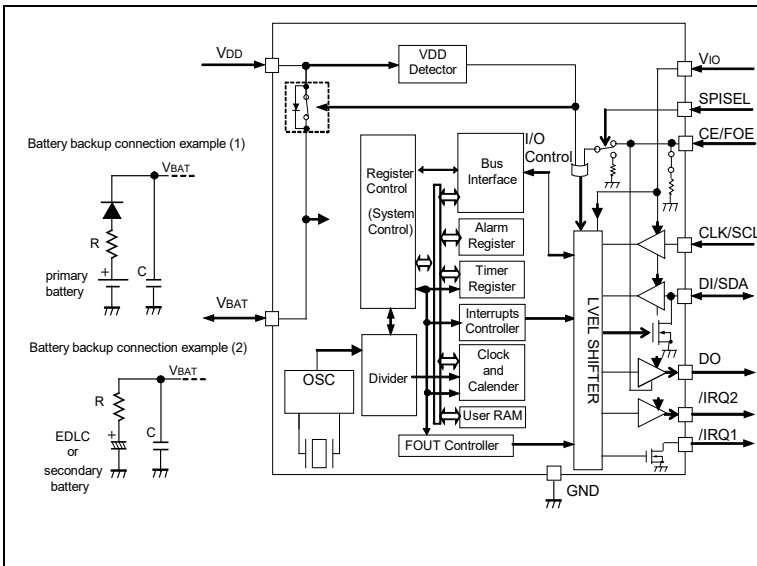 VDD
VDD
Detector
VIO
SPISEL
CE/FOE
I/O
Control
Battery backup connection example (1)
VBAT
R
+
C
primary
battery
Register
Control
(System
Control)
Bus
Interface
Alarm
Register
Timer
Register
Interrupts
Controller
Clock
and
Calender
User RAM
FOUT Controller
Divider
OSC
LVEL SHIFTER
CLK/SCL
DI/SDA
DO
/IRQ2
/IRQ1
VBAT
GND
Battery backup connection example (2)
VBAT
R
+
C
EDLC
or
secondary
battery